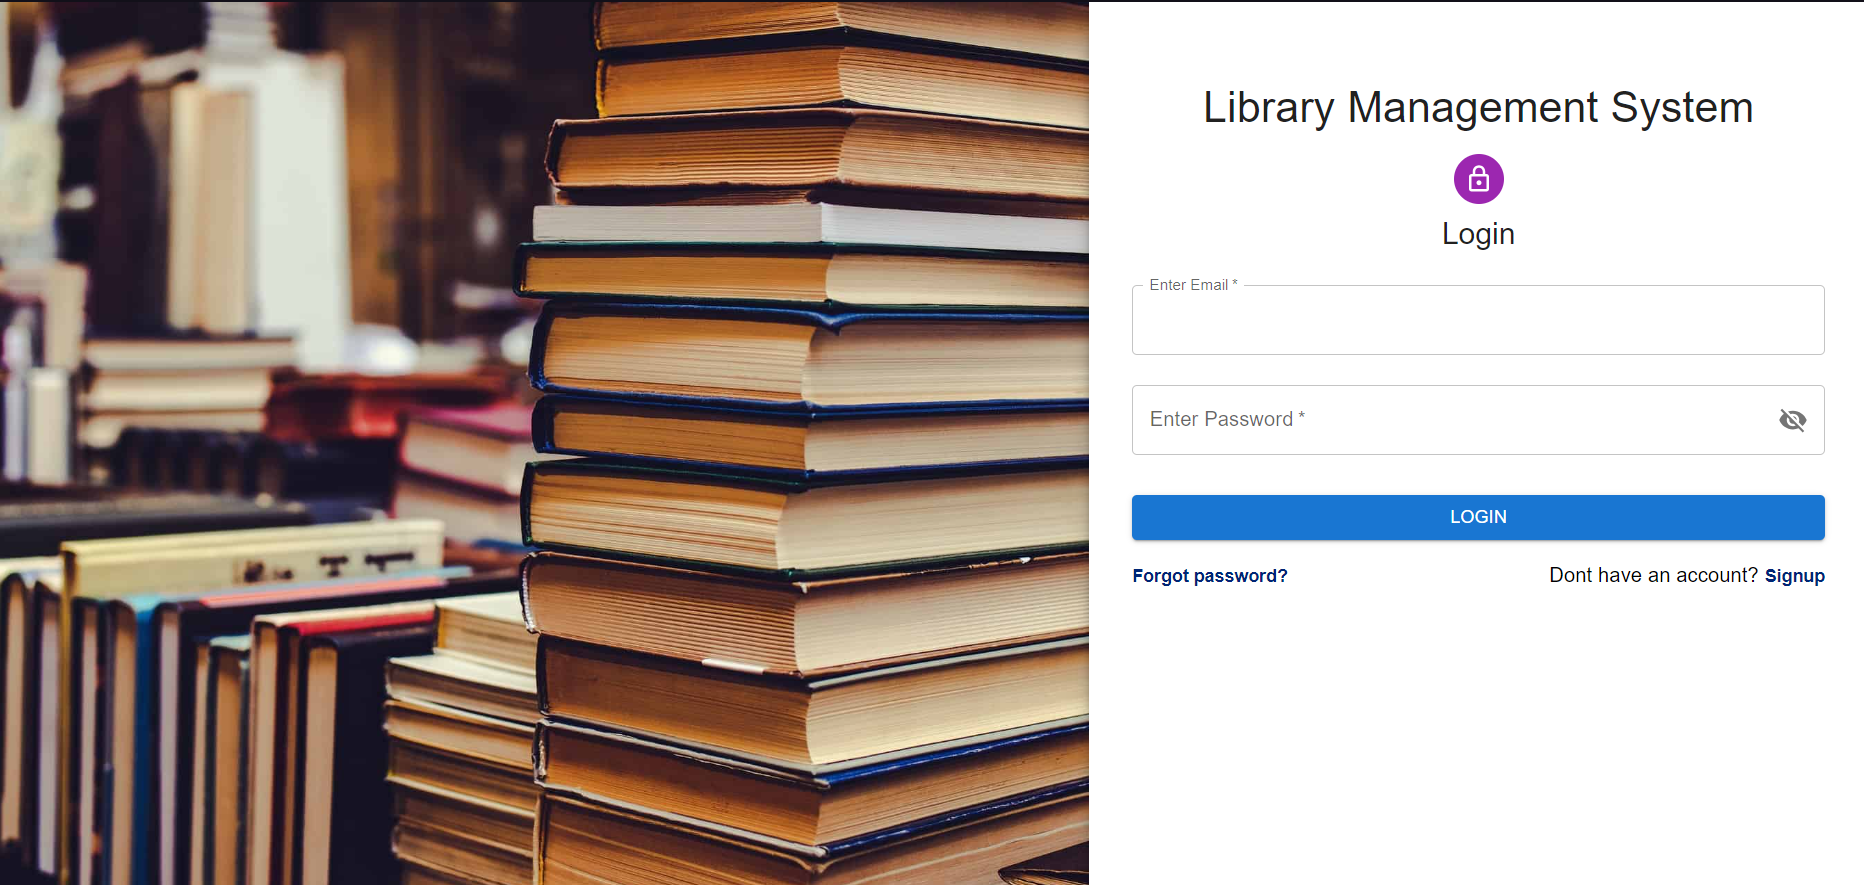 Library Management System
Login
Enter Email *
Enter Password *
LOGIN
Forgot password?
Dont have an account? Signup